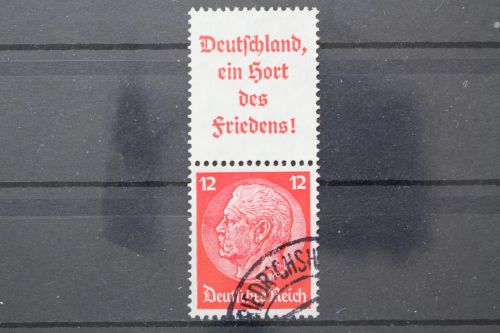 Deutschland,
ein Hort
des
Friedens!
12 12
Deutsches Reich